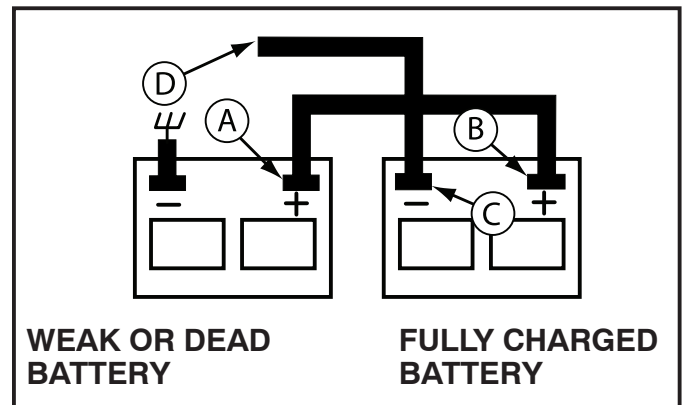 D
A
B
C
− + − +
WEAK OR DEAD
BATTERY
FULLY CHARGED
BATTERY